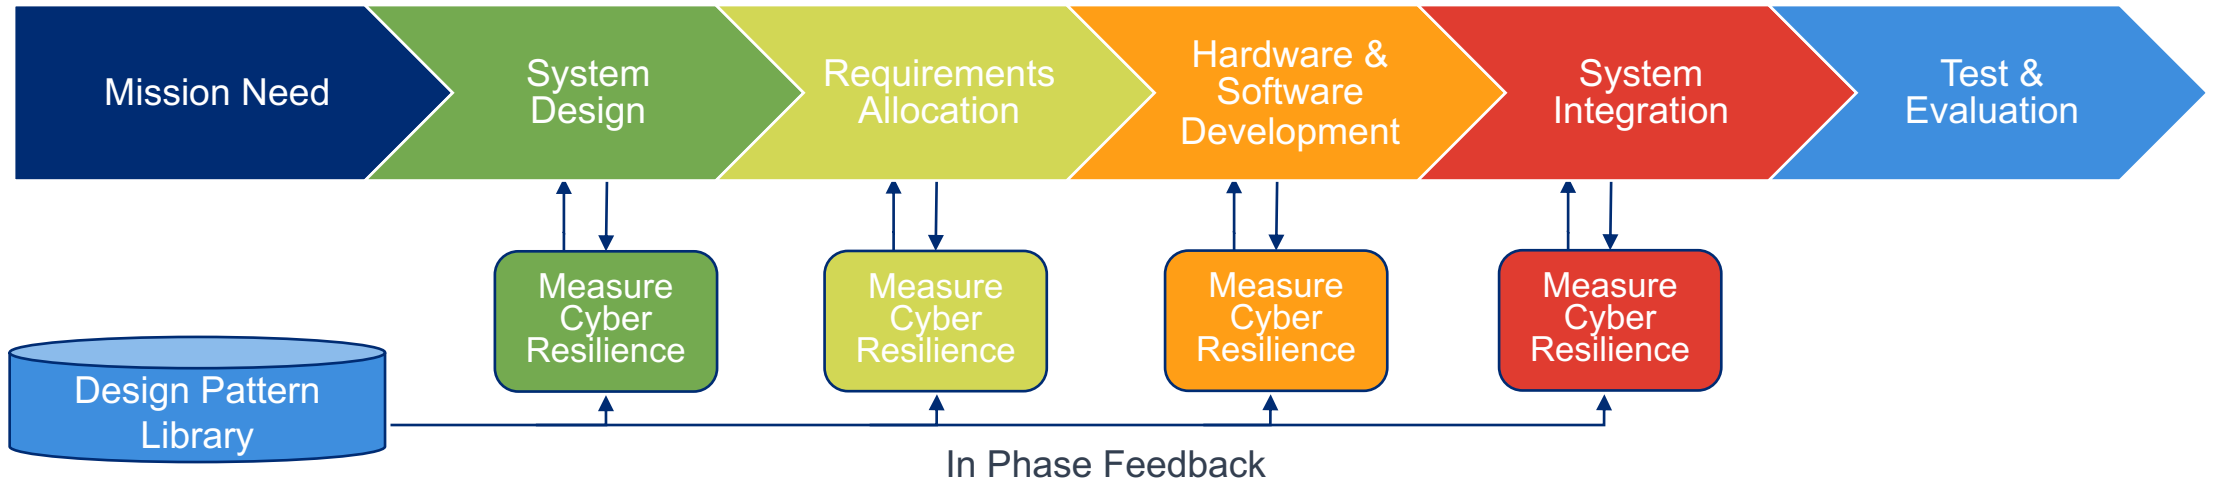 Mission Need
System
Design
Requirements
Allocation
Hardware &
Software
Development
System
Integration
Test &
Evaluation
Measure
Cyber
Resilience
Measure
Cyber
Resilience
Measure
Cyber
Resilience
Measure
Cyber
Resilience
Design Pattern
Library
In Phase Feedback